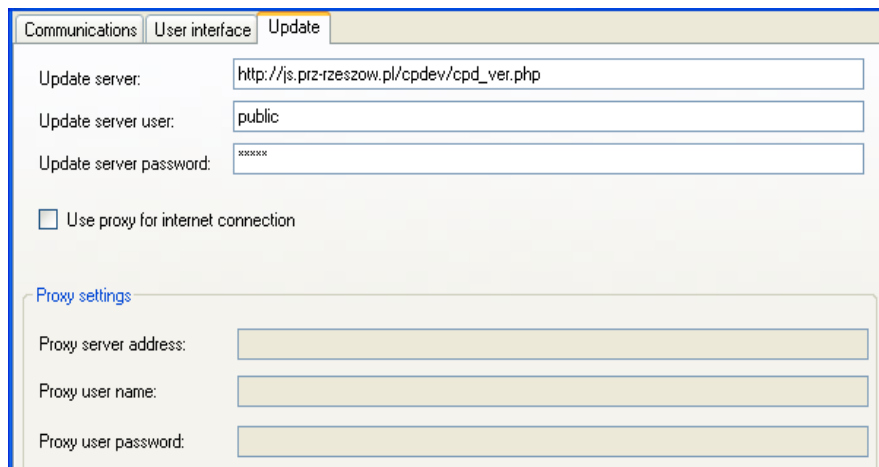 Communications User interface Update
Update server: http://js.prz-rzeszow.pl/cpdev/cpd_ver.php
Update server user: public
Update server password: xxxxx
Use proxy for internet connection
Proxy settings
Proxy server address:
Proxy user name:
Proxy user password: